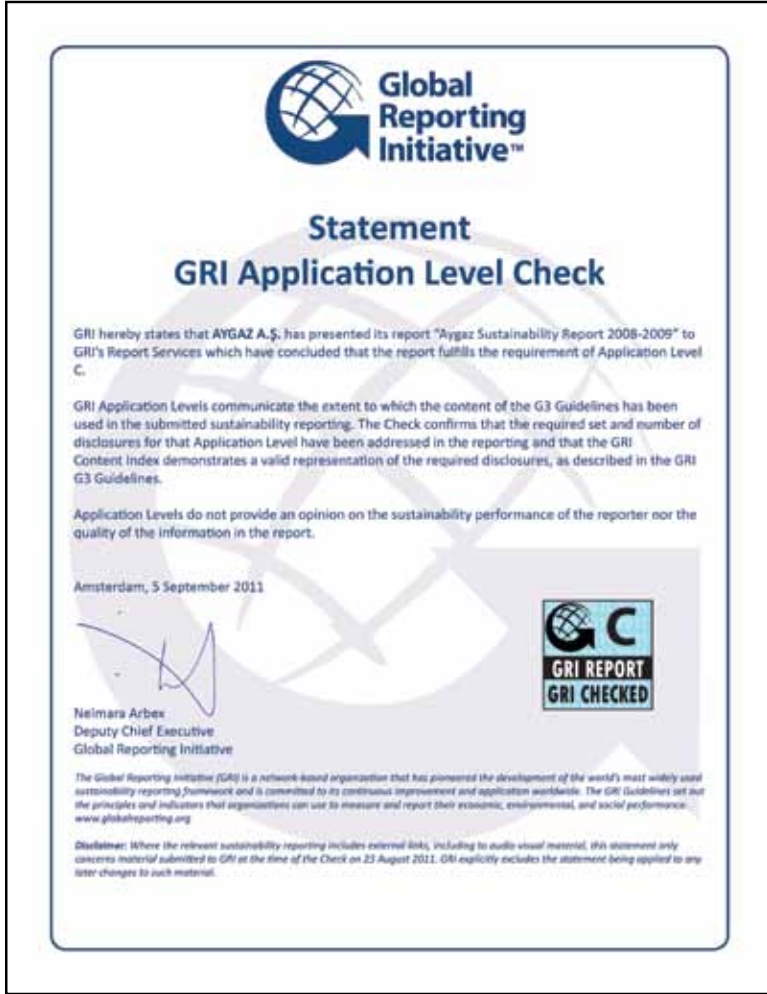 Global
Reporting
Initiative™
Statement
GRI Application Level Check
GRI hereby states that AYGAZ A.Ş. has presented its report "Aygaz Sustainability Report 2008-2009" to
GRI's Report Services which have concluded that the report fulfills the requirement of Application Level
C.
GRI Application Levels communicate the extent to which the content of the G3 Guidelines has been
used in the submitted sustainability reporting. The Check confirms that the required set and number of
disclosures for that Application Level have been addressed in the reporting and that the GRI
Content Index demonstrates a valid representation of the required disclosures, as described in the GRI
G3 Guidelines.
Application Levels do not provide an opinion on the sustainability performance of the reporter nor the
quality of the information in the report.
Amsterdam, 5 September 2011
C
GRI REPORT
GRI CHECKED
Nelmara Arbex
Deputy Chief Executive
Global Reporting Initiative
The Global Reporting Initiative (GRI) is a network-based organization that has pioneered the development of the world's most widely used
sustainability reporting framework and is committed to its continuous improvement and application worldwide. The GRI Guidelines set out
the principles and indicators that organizations can use to measure and report their economic, environmental, and social performance.
www.globalreporting.org
Disclaimer: Where the relevant sustainability reporting includes external links, including to audio visual material, this statement only
concerns material submitted to GRI at the time of the Check on 23 August 2011. GRI explicitly excludes the statement being applied to any
later changes to such material.